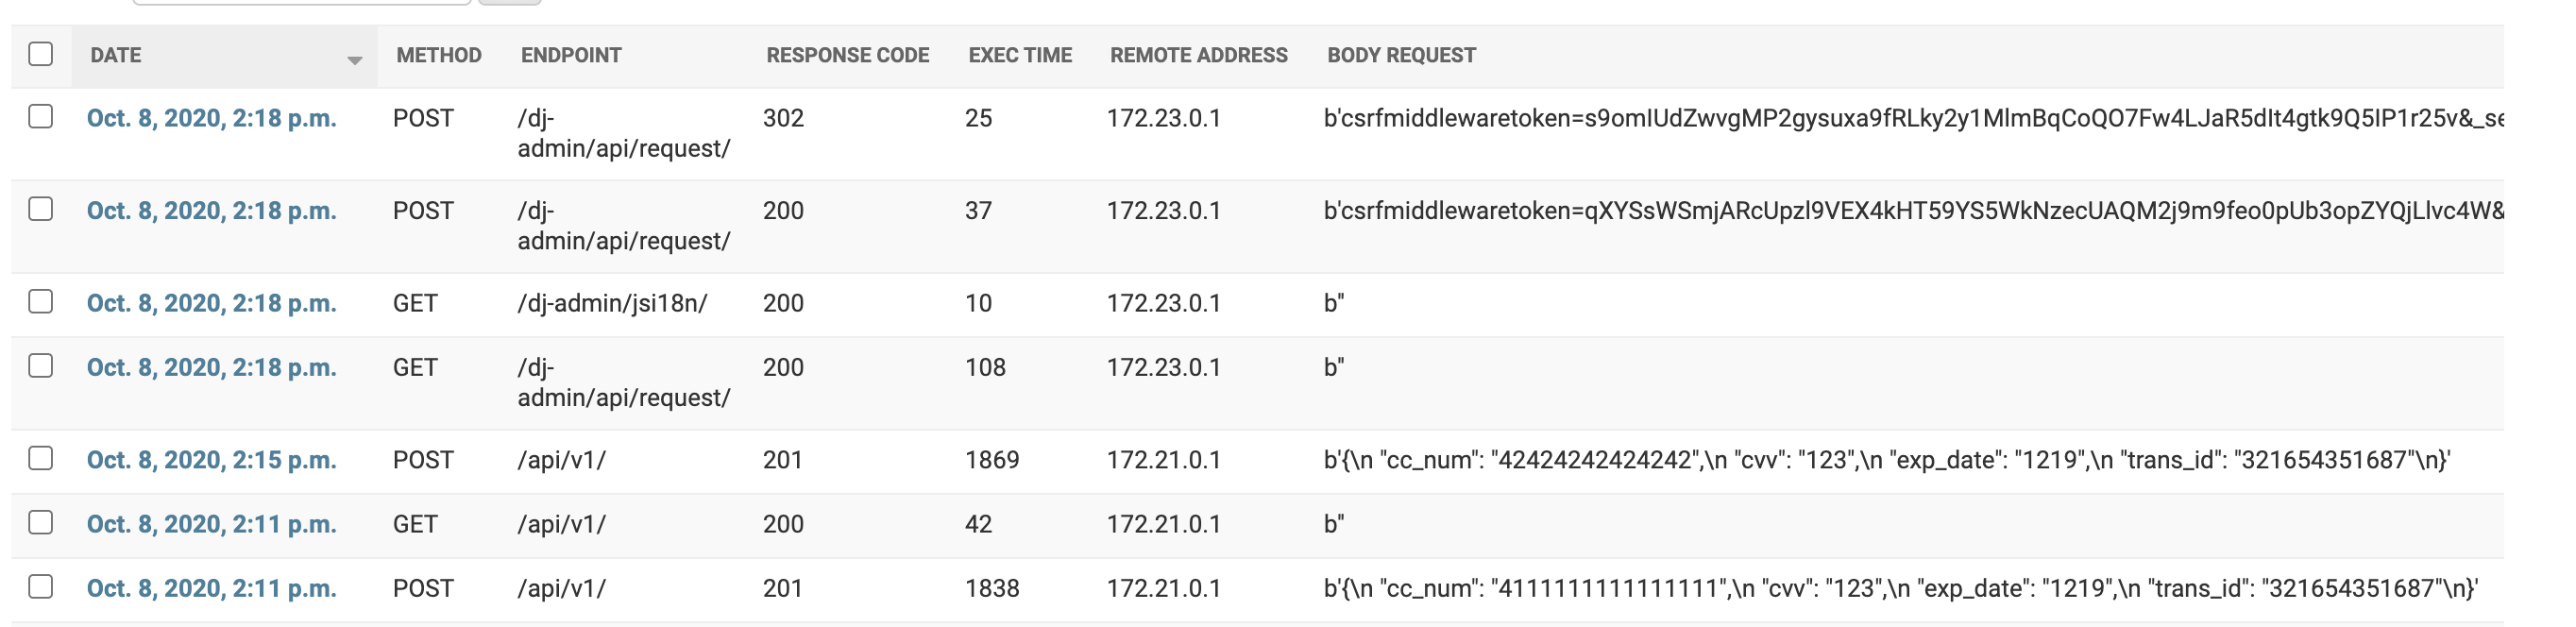 DATE METHOD ENDPOINT RESPONSE CODE EXEC TIME REMOTE ADDRESS BODY REQUEST
Oct. 8, 2020, 2:18 p.m. POST /dj- 302 25 172.23.0.1 b'csrfmiddlewaretoken=s9omIUdZwvgMP2gysuxa9fRLky2y1MlmBqCoQO7Fw4LJaR5dIt4gtk9Q5IP1r25v&_se
admin/api/request/
Oct. 8, 2020, 2:18 p.m. POST /dj- 200 37 172.23.0.1 b'csrfmiddlewaretoken=qXYSsWSmjARcUpzl9VEX4kHT59YS5WkNzecUAQM2j9m9feo0pUb3opZYQjLlvc4W&
admin/api/request/
Oct. 8, 2020, 2:18 p.m. GET /dj-admin/jsi18n/ 200 10 172.23.0.1 b''
Oct. 8, 2020, 2:18 p.m. GET /dj- 200 108 172.23.0.1 b''
admin/api/request/
Oct. 8, 2020, 2:15 p.m. POST /api/v1/ 201 1869 172.21.0.1 b'{\n "cc_num": "42424242424242",\n "cvv": "123",\n "exp_date": "1219",\n "trans_id": "321654351687"\n}'
Oct. 8, 2020, 2:11 p.m. GET /api/v1/ 200 42 172.21.0.1 b''
Oct. 8, 2020, 2:11 p.m. POST /api/v1/ 201 1838 172.21.0.1 b'{\n "cc_num": "4111111111111111",\n "cvv": "123",\n "exp_date": "1219",\n "trans_id": "321654351687"\n}'